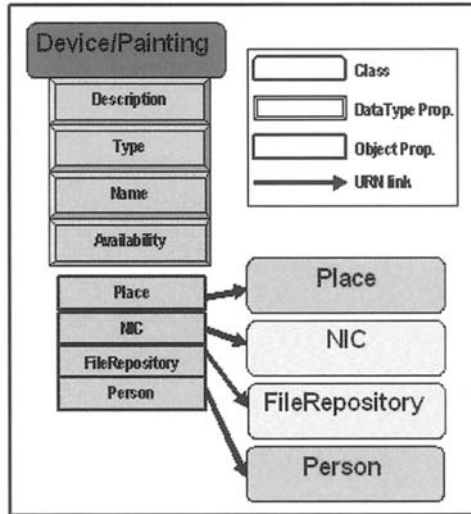 Device/Painting
Description
Type
Name
Availability
Place
NIC
FileRepository
Person
Class
DataType Prop.
Object Prop.
URN link
Place
NIC
FileRepository
Person